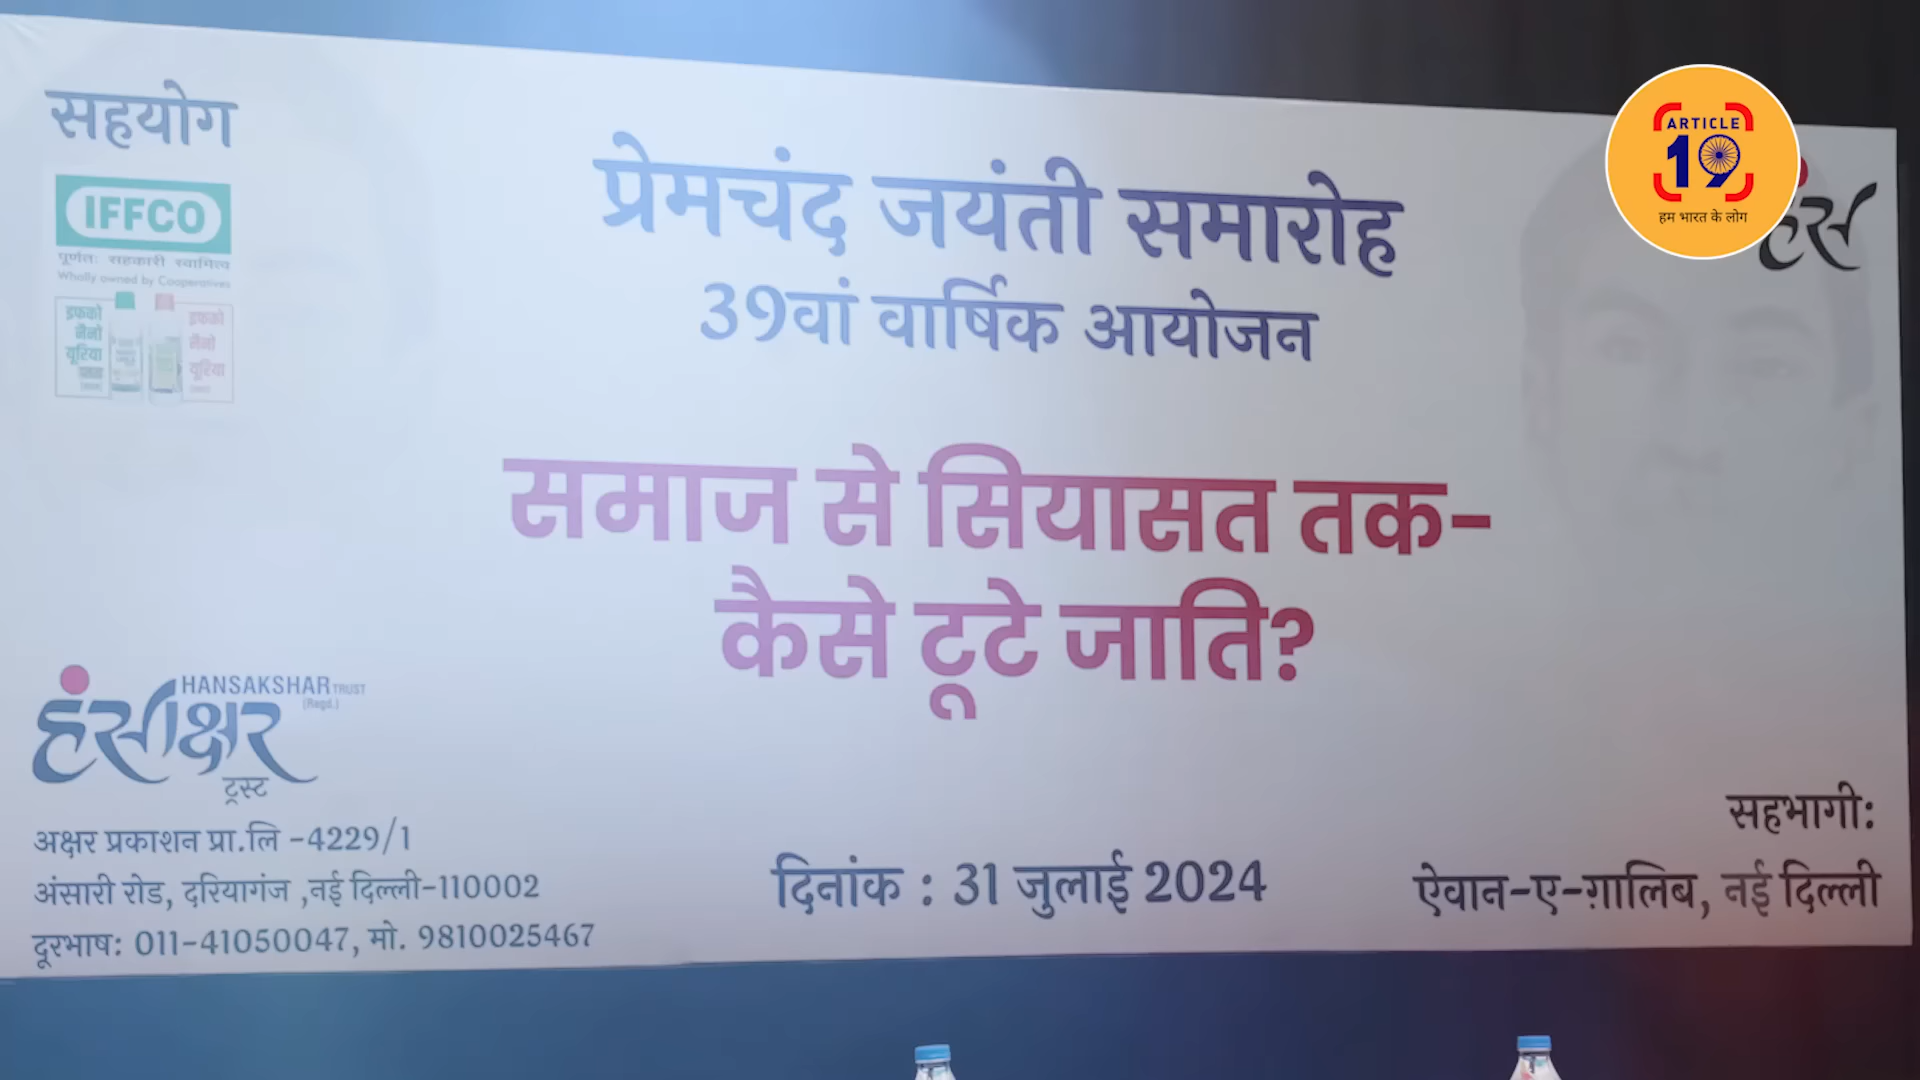 सहयोग
IFFCO
पूर्णतः सहकारी स्वामित्व
Wholly owned by Cooperatives
इफको
नैनो
यूरिया
इफको
नैनो
यूरिया
प्रेमचंद जयंती समारोह
39वां वार्षिक आयोजन
ARTICLE
19
हम भारत के लोग
हंस
समाज से सियासत तक-
कैसे टूटे जाति?
HANSAKSHAR TRUST
(Regd.)
हंसाक्षर
ट्रस्ट
अक्षर प्रकाशन प्रा.लि -4229/1
अंसारी रोड, दरियागंज ,नई दिल्ली-110002
दूरभाष: 011-41050047, मो. 9810025467
दिनांक : 31 जुलाई 2024
सहभागी:
ऐवान-ए-ग़ालिब, नई दिल्ली